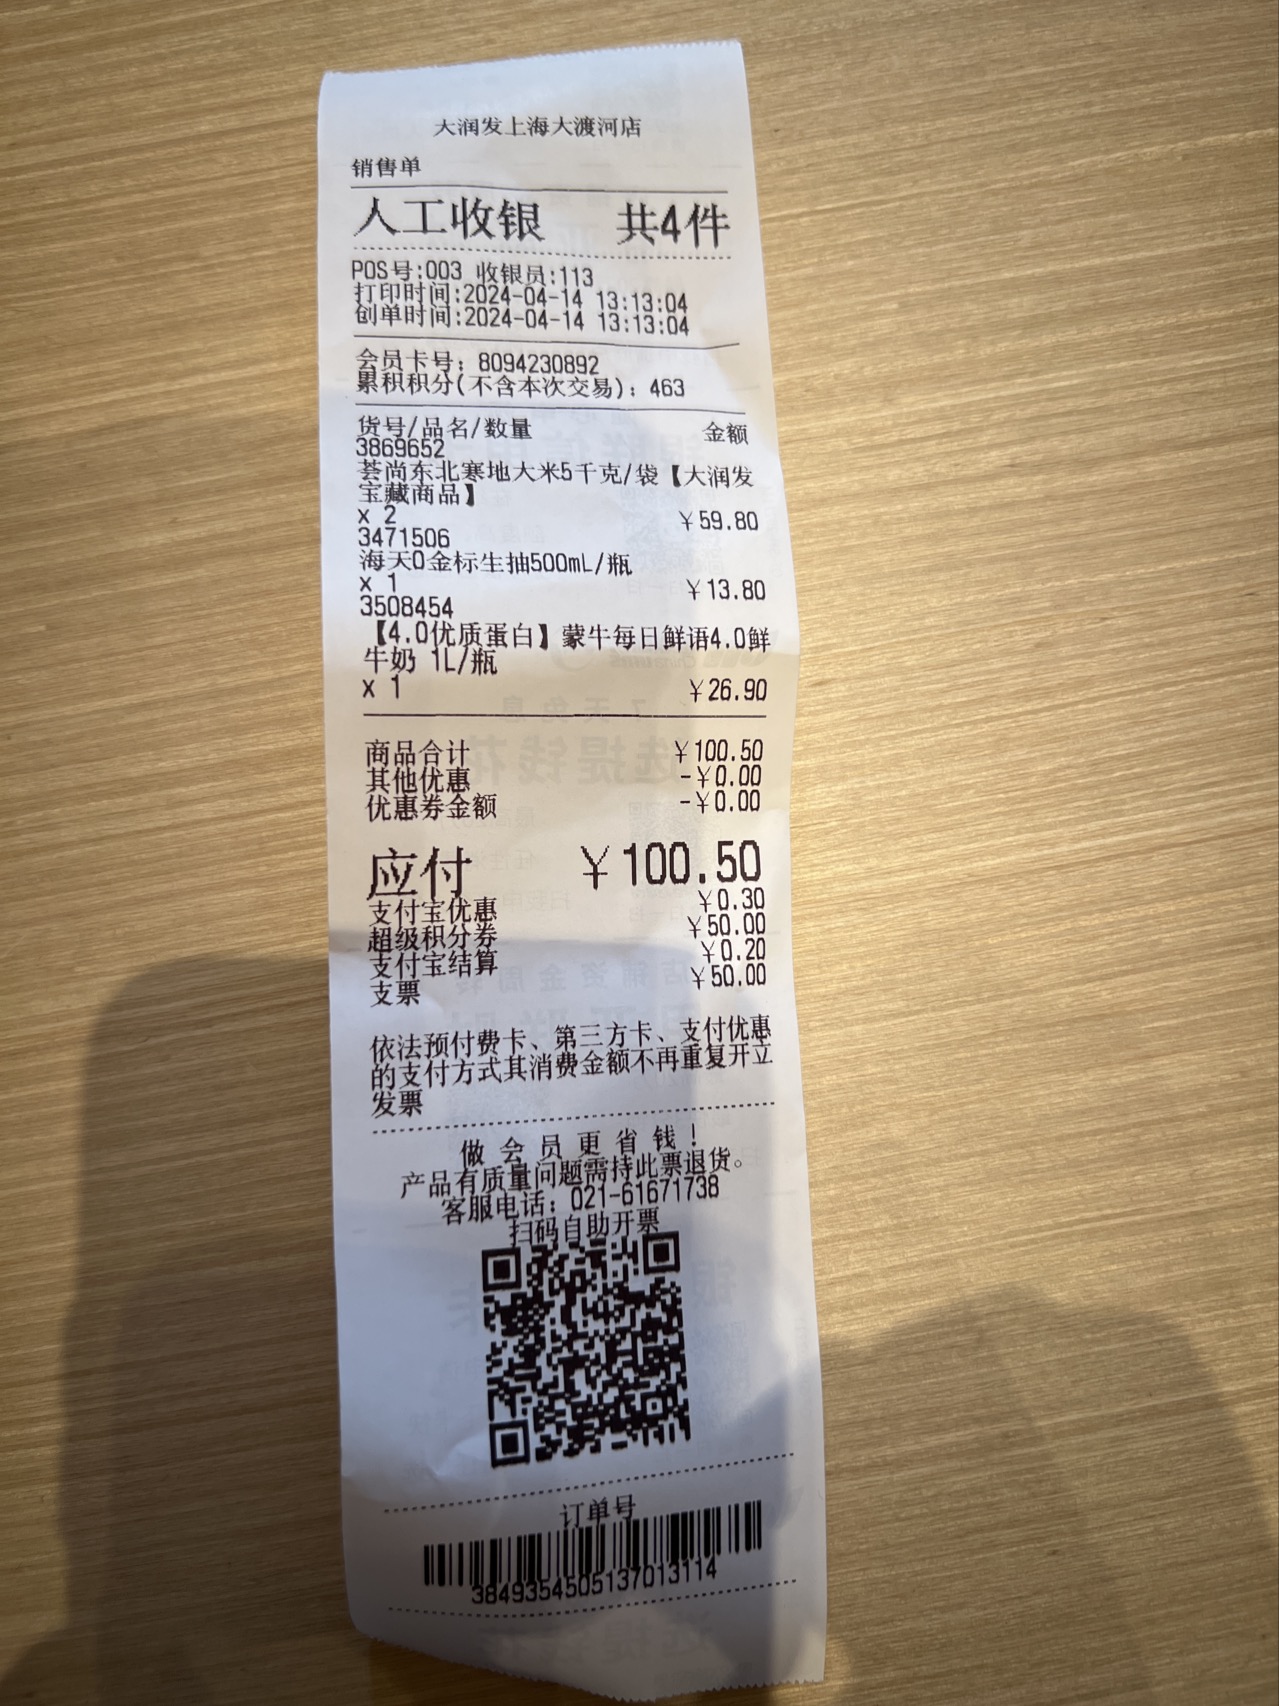 大润发上海大渡河店
销售单
人工收银 共4件
POS号:003 收银员:113
打印时间:2024-04-14 13:13:04
创单时间:2024-04-14 13:13:04
会员卡号: 8094230892
累积积分(不含本次交易): 463
货号/品名/数量 金额
3869652
荟尚东北寒地大米5千克/袋【大润发
宝藏商品】
x 2 ￥59.80
3471506
海天0金标生抽500mL/瓶
x 1 ￥13.80
3508454
【4.0优质蛋白】蒙牛每日鲜语4.0鲜
牛奶 1L/瓶
x 1 ￥26.90
商品合计 ￥100.50
其他优惠 -￥0.00
优惠券金额 -￥0.00
应付 ￥100.50
支付宝优惠 ￥0.30
超级积分券 ￥50.00
支付宝结算 ￥0.20
支票 ￥50.00
依法预付费卡、第三方卡、支付优惠
的支付方式其消费金额不再重复开立
发票
做会员更省钱！
产品有质量问题需持此票退货。
客服电话: 021-61671738
扫码自助开票
订单号
3849354505137013114